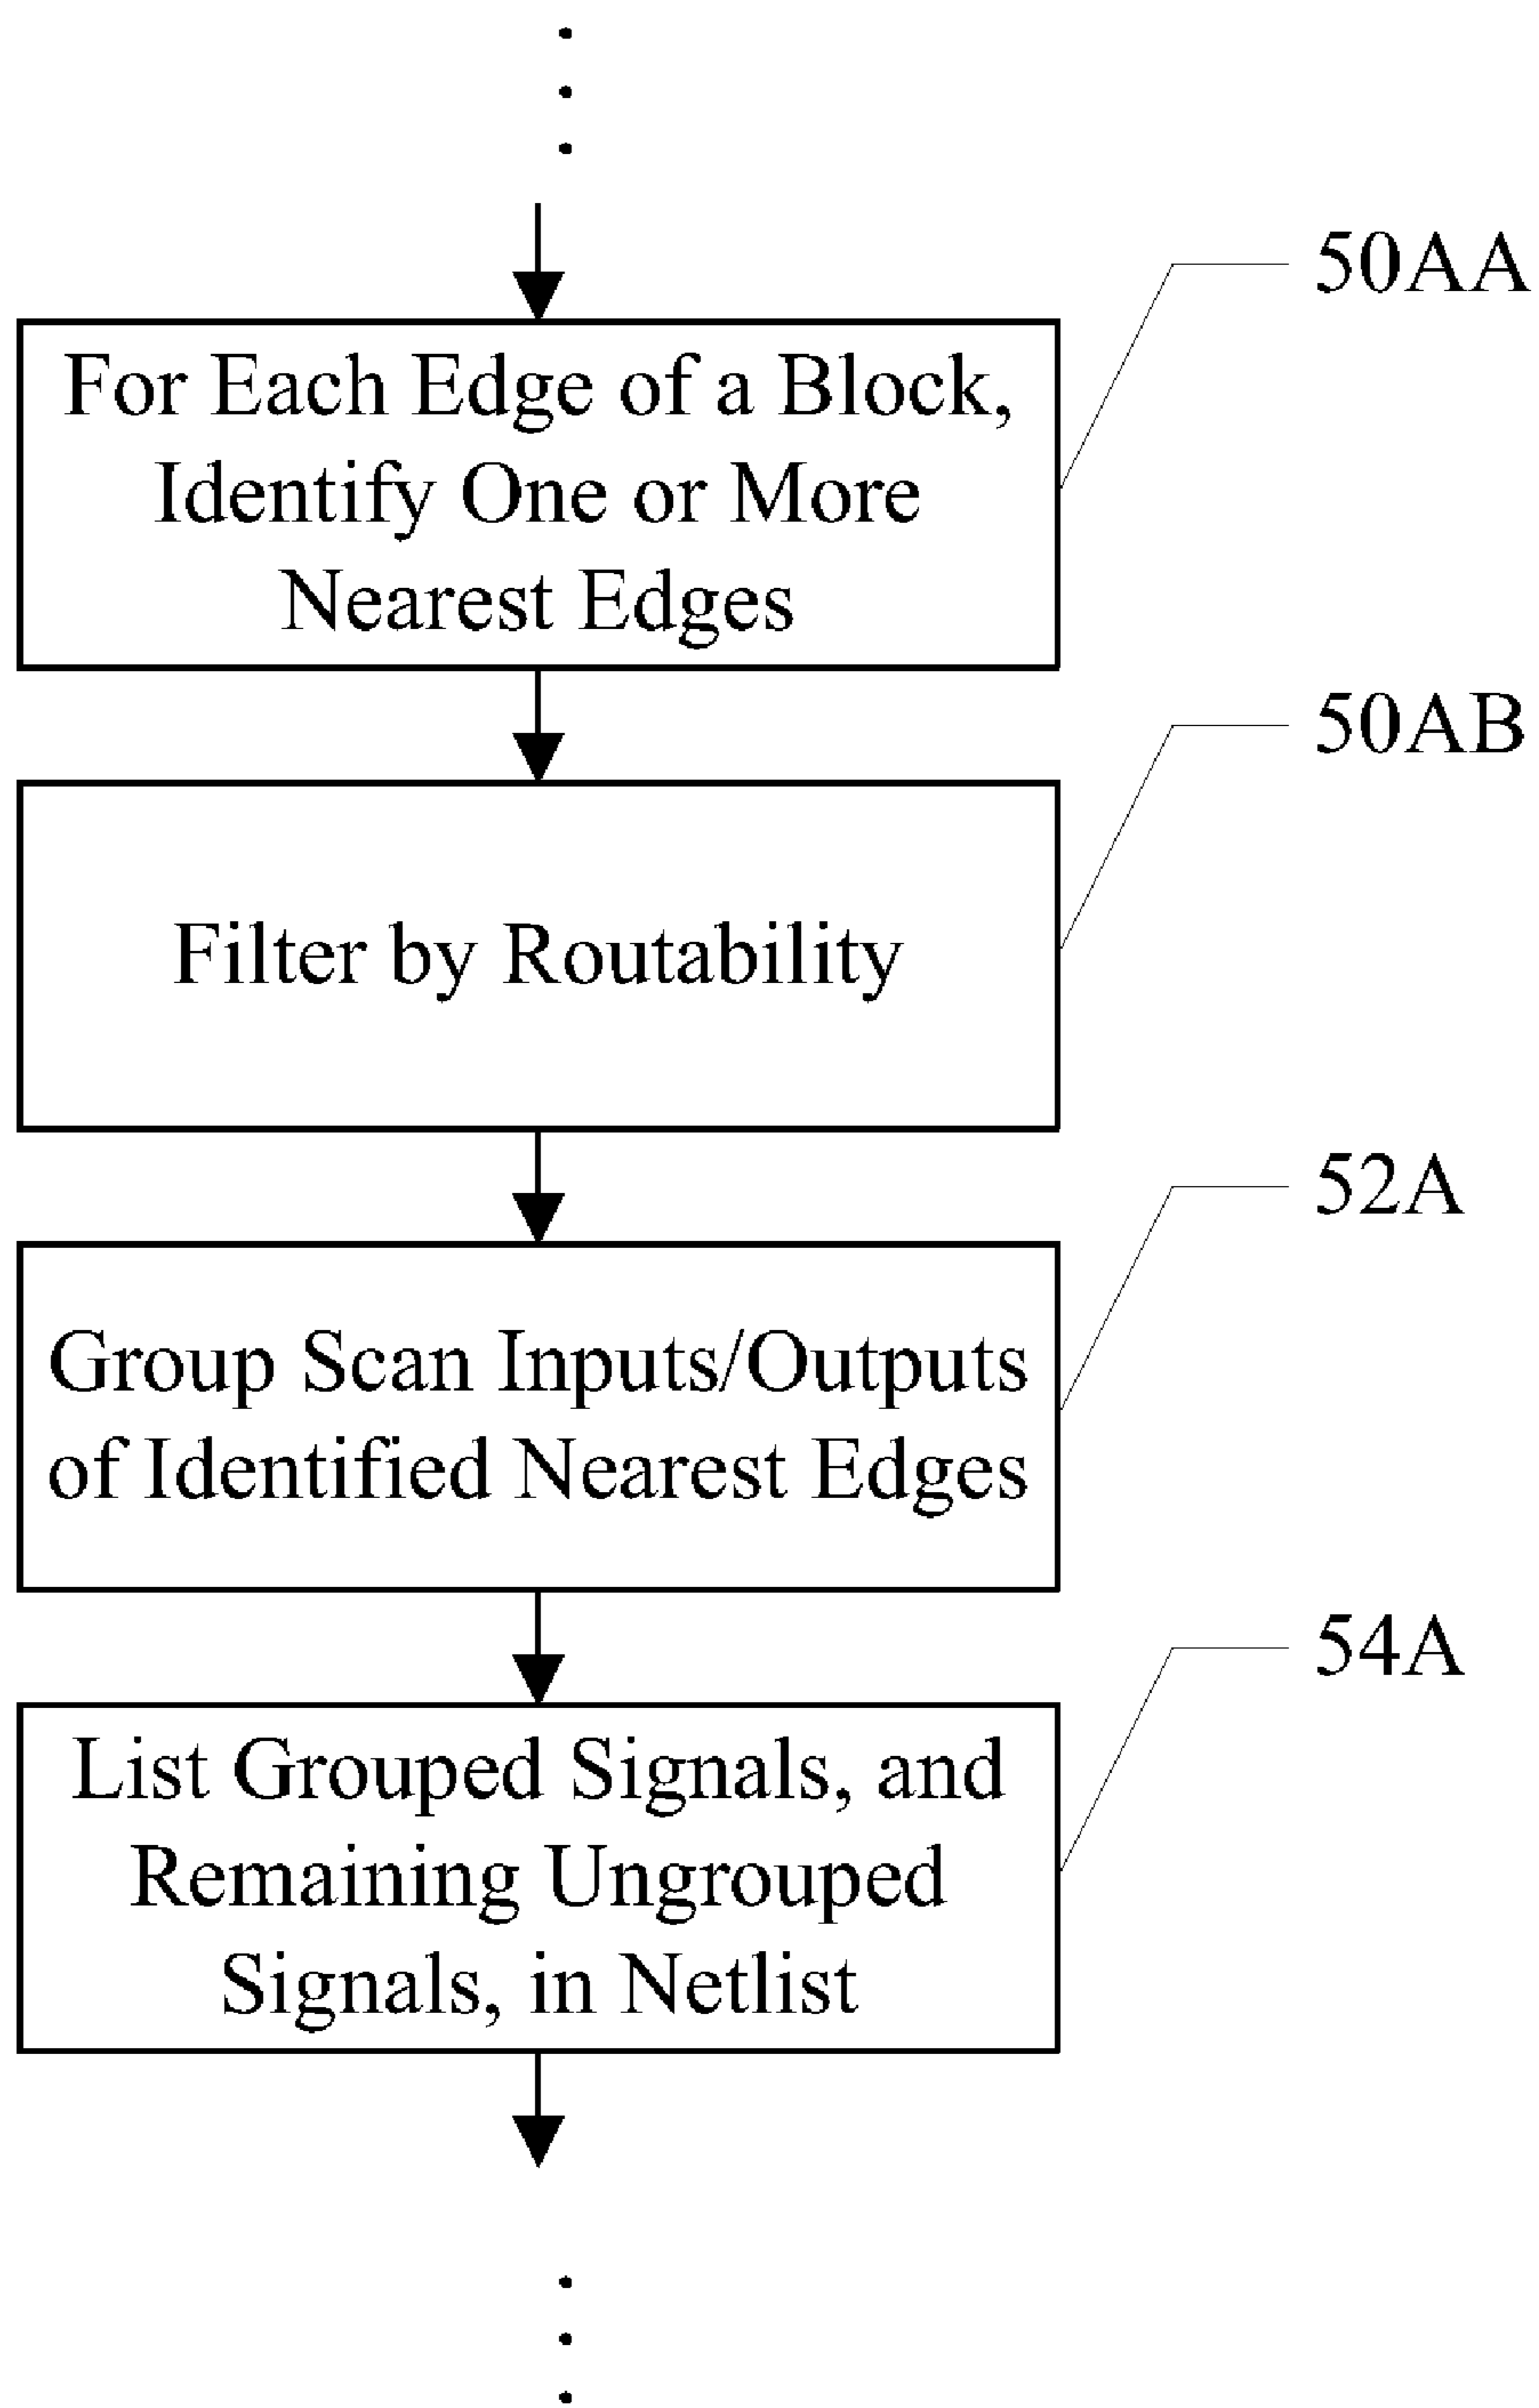 50AA
For Each Edge of a Block,
Identify One or More
Nearest Edges
50AB
Filter by Routability
52A
Group Scan Inputs/Outputs
of Identified Nearest Edges
54A
List Grouped Signals, and
Remaining Ungrouped
Signals, in Netlist